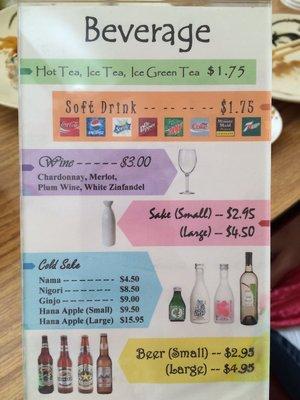 Beverage
Hot Tea, Ice Tea, Ice Green Tea $1.75
Soft Drink -- -- -- -- -- $1.75
Wine ----- $3.00
Chardonnay, Merlot,
Plum Wine, White Zinfandel
Sake (Small) -- $2.95
(Large) -- $4.50
Cold Sake
Nama --------- $4.50
Nigori -------- $8.50
Ginjo --------- $9.00
Hana Apple (Small) $9.50
Hana Apple (Large) $15.95
Beer (Small) -- $2.95
(Large) -- $4.95